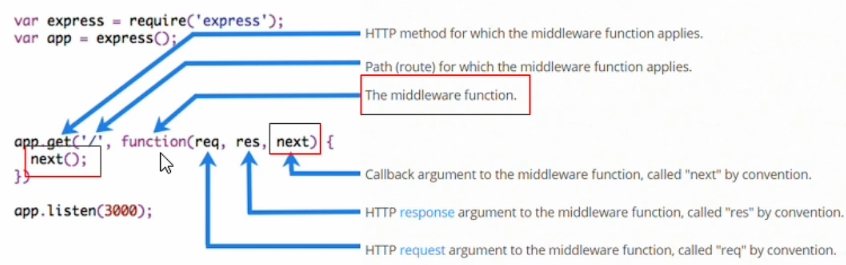 var express = require('express');
var app = express();
HTTP method for which the middleware function applies.
Path (route) for which the middleware function applies.
The middleware function.
app.get('/', function(req, res, next) {
next();
})
Callback argument to the middleware function, called "next" by convention.
app.listen(3000);
HTTP response argument to the middleware function, called "res" by convention.
HTTP request argument to the middleware function, called "req" by convention.